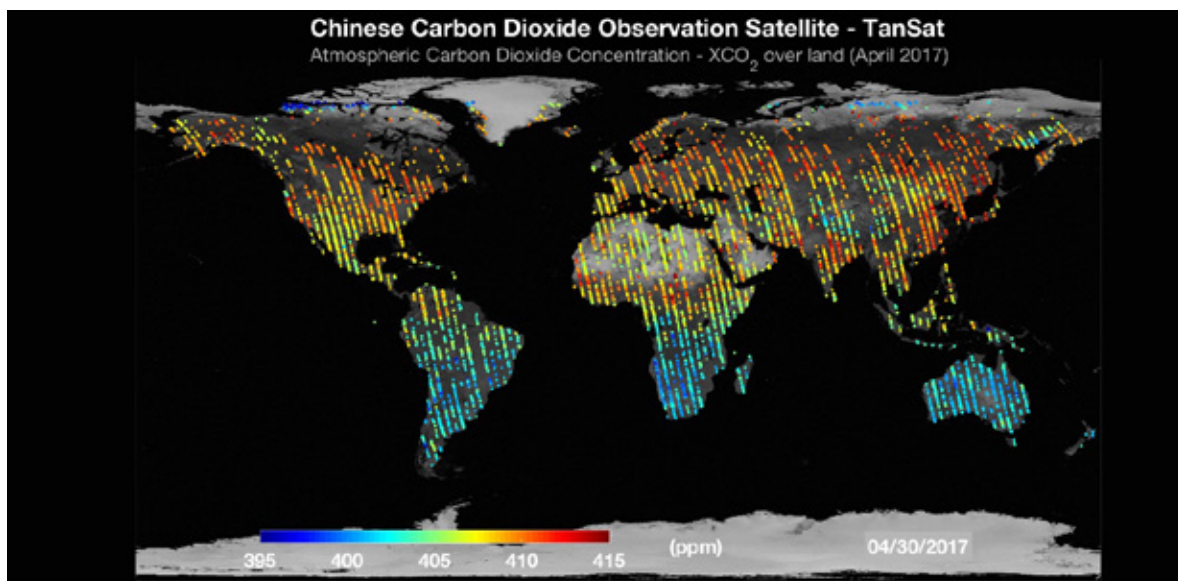 Chinese Carbon Dioxide Observation Satellite - TanSat
Atmospheric Carbon Dioxide Concentration - XCO₂ over land (April 2017)
395 400 405 410 415 (ppm) 04/30/2017